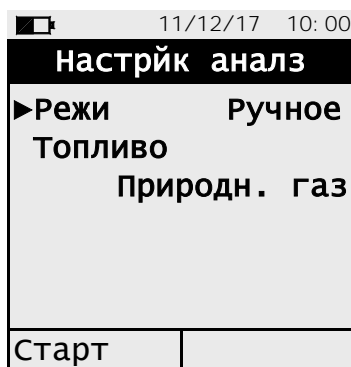 11/12/17 10:00
Настрйк аналз
►Режи Ручное
Топливо
Природн. газ
Старт